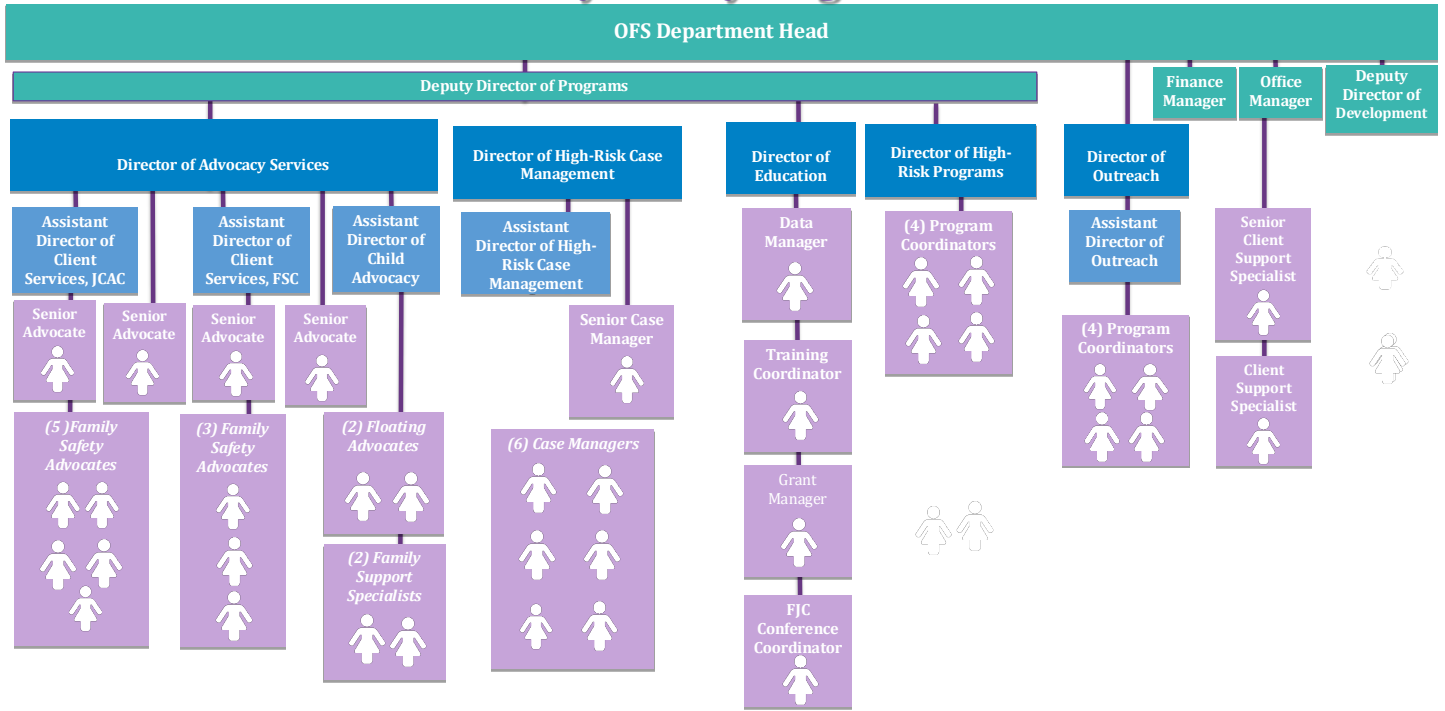 OFS Department Head
Deputy Director of Programs
Finance
Manager
Office
Manager
Deputy
Director of
Development
Director of Advocacy Services
Director of High-Risk Case
Management
Director of
Education
Director of High-
Risk Programs
Director of
Outreach
Assistant
Director of
Client
Services, JCAC
Assistant
Director of
Client
Services, FSC
Assistant
Director of
Child
Advocacy
Assistant
Director of High-
Risk Case
Management
Data
Manager
(4) Program
Coordinators
Assistant
Director of
Outreach
Senior
Client
Support
Specialist
Senior
Advocate
Senior
Advocate
Senior
Advocate
Senior
Advocate
Senior Case
Manager
Training
Coordinator
(4) Program
Coordinators
Client
Support
Specialist
(5 )Family
Safety
Advocates
(3) Family
Safety
Advocates
(2) Floating
Advocates
(6) Case Managers
Grant
Manager
(2) Family
Support
Specialists
FJC
Conference
Coordinator